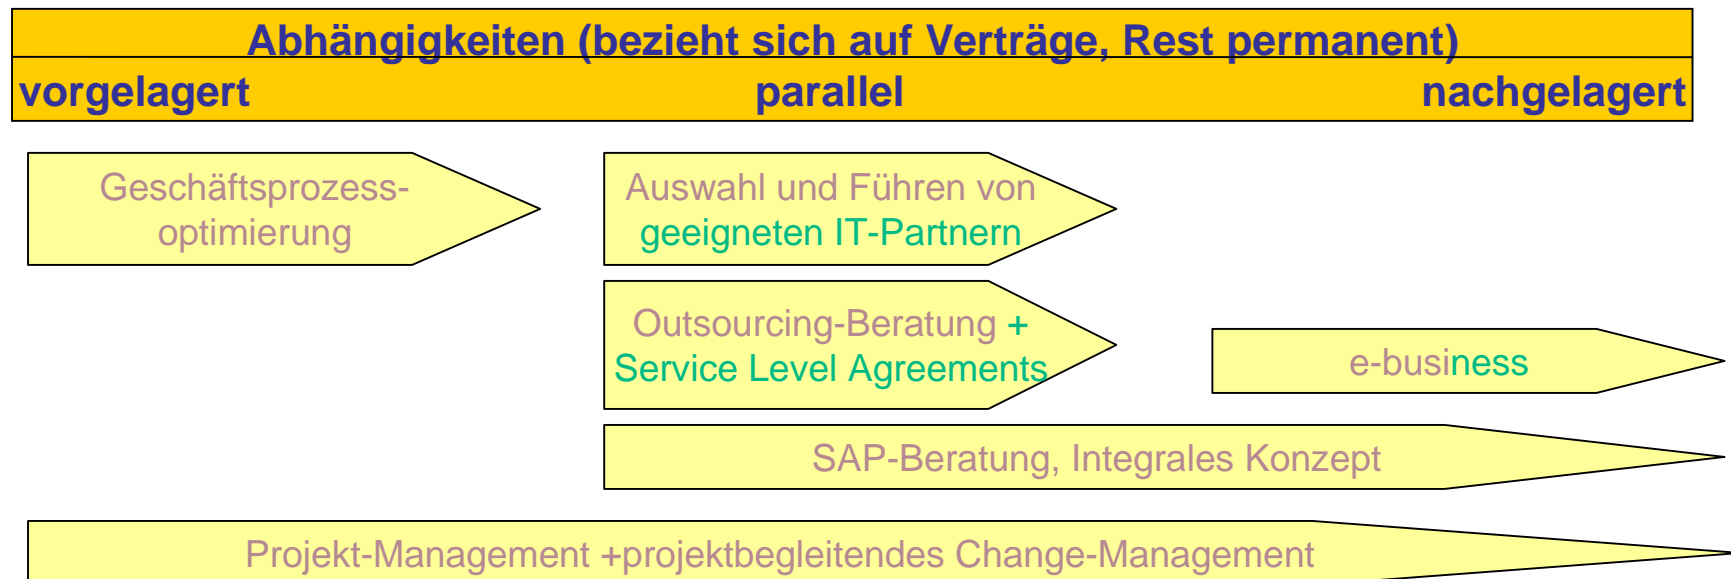 Abhängigkeiten (bezieht sich auf Verträge, Rest permanent)
vorgelagert parallel nachgelagert
Geschäftsprozess-
optimierung
Auswahl und Führen von
geeigneten IT-Partnern
Outsourcing-Beratung +
Service Level Agreements
e-business
SAP-Beratung, Integrales Konzept
Projekt-Management +projektbegleitendes Change-Management